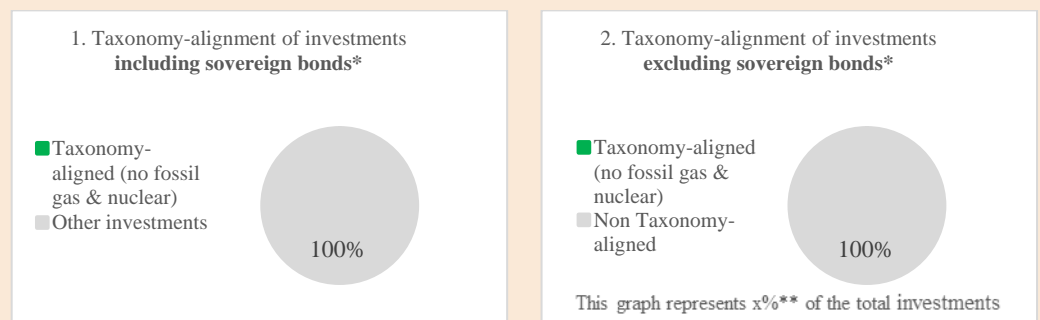 1. Taxonomy-alignment of investments
including sovereign bonds*
Taxonomy-
aligned (no fossil
gas & nuclear)
Other investments
100%
2. Taxonomy-alignment of investments
excluding sovereign bonds*
Taxonomy-aligned
(no fossil gas &
nuclear)
Non Taxonomy-
aligned
100%
This graph represents x%** of the total investments